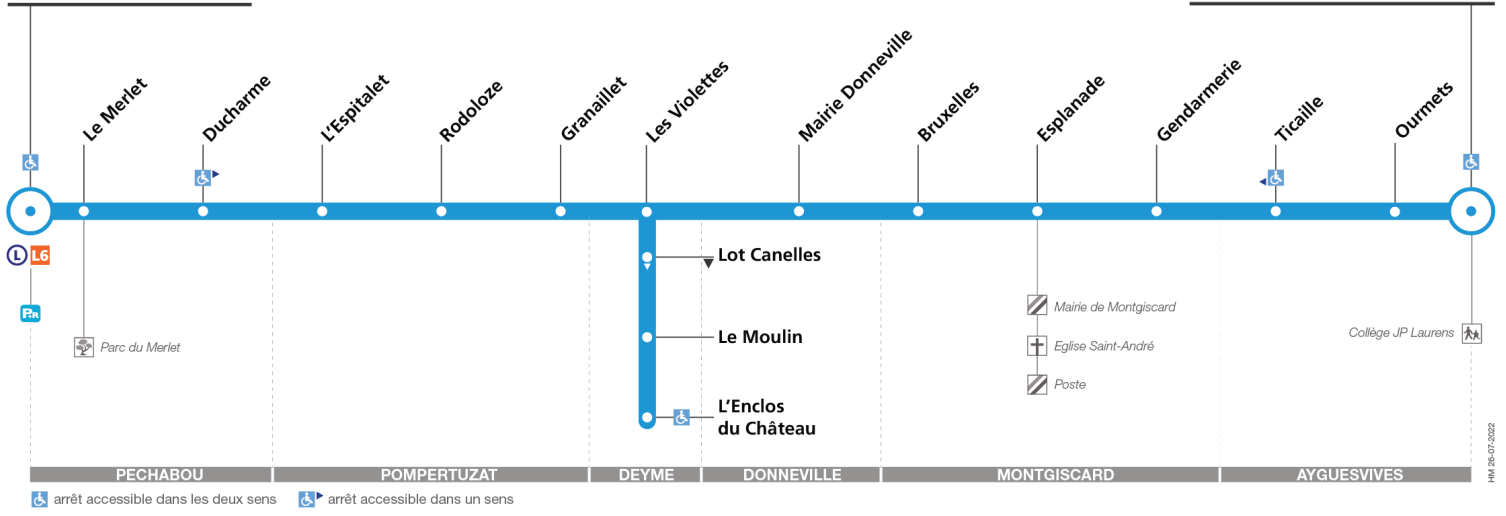 Le Merlet
Ducharme
L'Espitalet
Rodoloze
Granaillet
Les Violettes
Mairie Donneville
Bruxelles
Esplanade
Gendarmerie
Ticaille
Ourmets
L L6
P.R
Parc du Merlet
Lot Canelles
Le Moulin
L'Enclos
du Château
Mairie de Montgiscard
Eglise Saint-André
Poste
Collège JP Laurens
HM 26-07-2022
PECHABOU
POMPERTUZAT
DEYME
DONNEVILLE
MONTGISCARD
AYGUESVIVES
arrêt accessible dans les deux sens
arrêt accessible dans un sens